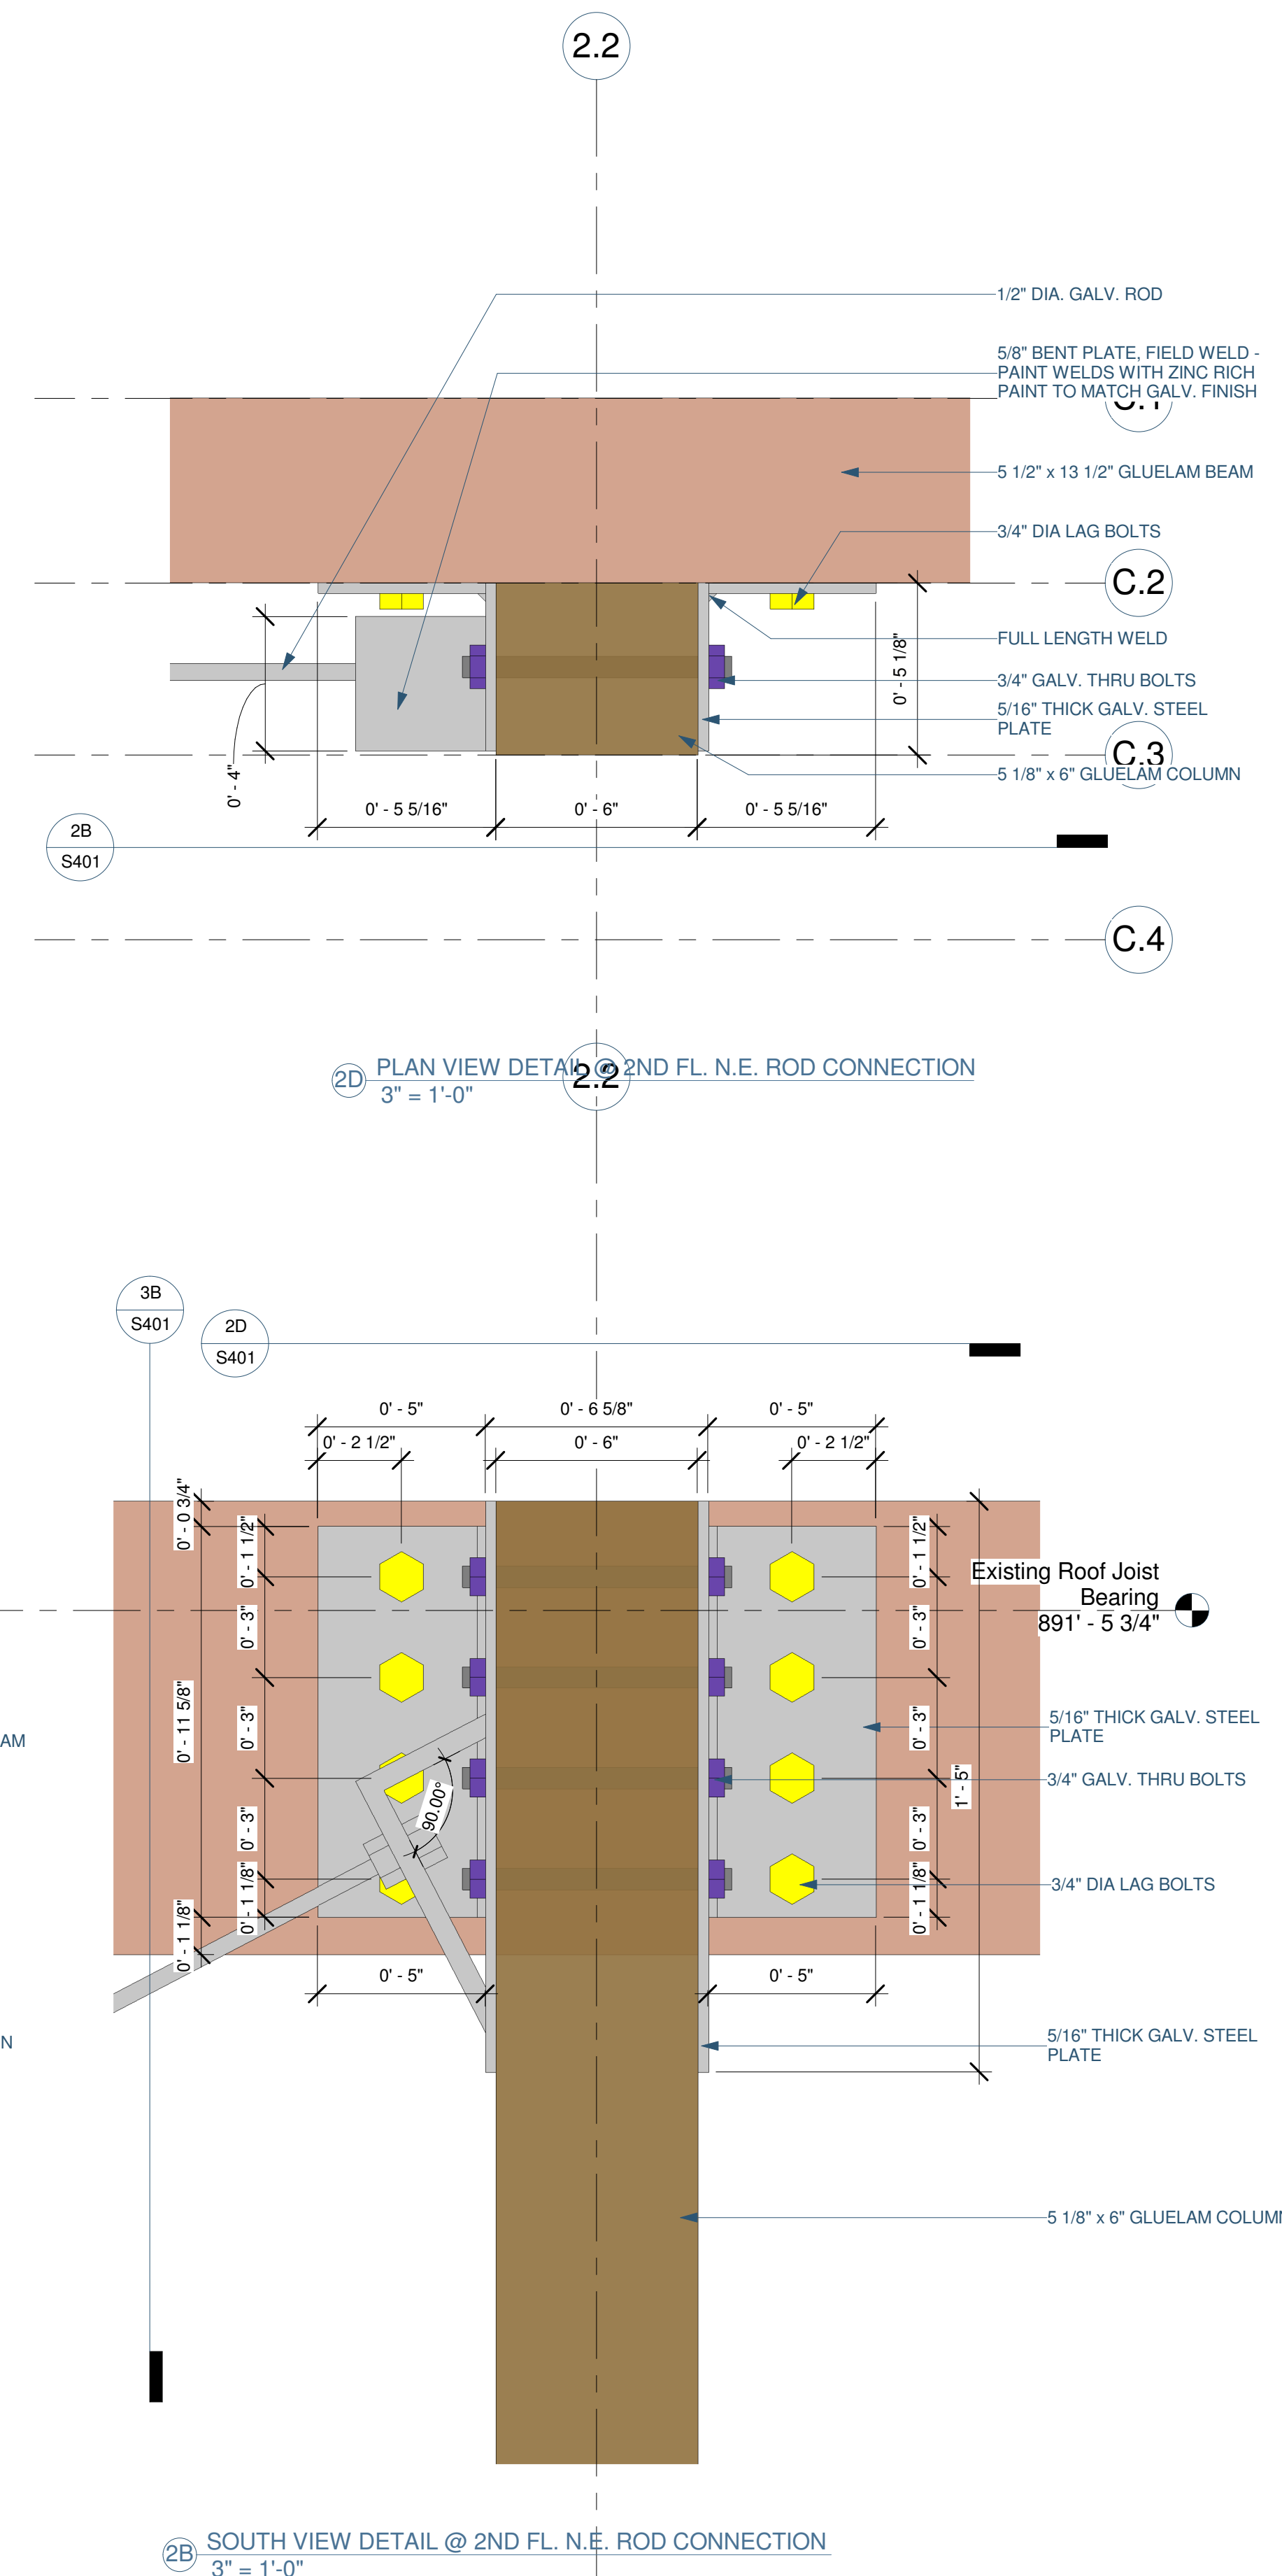 2.2
1/2" DIA. GALV. ROD
5/8" BENT PLATE, FIELD WELD -
PAINT WELDS WITH ZINC RICH
PAINT TO MATCH GALV. FINISH
5 1/2" x 13 1/2" GLUELAM BEAM
3/4" DIA LAG BOLTS
C.2
FULL LENGTH WELD
0' - 5 1/8"
3/4" GALV. THRU BOLTS
5/16" THICK GALV. STEEL
PLATE
C.3
5 1/8" x 6" GLUELAM COLUMN
0' - 4"
0' - 5 5/16"
0' - 6"
0' - 5 5/16"
2B
S401
C.4
2D
PLAN VIEW DETAIL @ 2ND FL. N.E. ROD CONNECTION
3" = 1'-0"
2.2
3B
S401
2D
S401
0' - 5"
0' - 6 5/8"
0' - 5"
0' - 2 1/2"
0' - 6"
0' - 2 1/2"
0' - 0 3/4"
0' - 1 1/2"
0' - 1 1/2"
Existing Roof Joist
Bearing
891' - 5 3/4"
0' - 3"
0' - 3"
0' - 11 5/8"
0' - 3"
0' - 3"
5/16" THICK GALV. STEEL
PLATE
AM
3/4" GALV. THRU BOLTS
1' - 5"
90.00°
0' - 3"
0' - 3"
3/4" DIA LAG BOLTS
0' - 1 1/8"
0' - 1 1/8"
0' - 1 1/8"
0' - 5"
0' - 5"
N
5/16" THICK GALV. STEEL
PLATE
5 1/8" x 6" GLUELAM COLUM
2B
SOUTH VIEW DETAIL @ 2ND FL. N.E. ROD CONNECTION
3" = 1'-0"